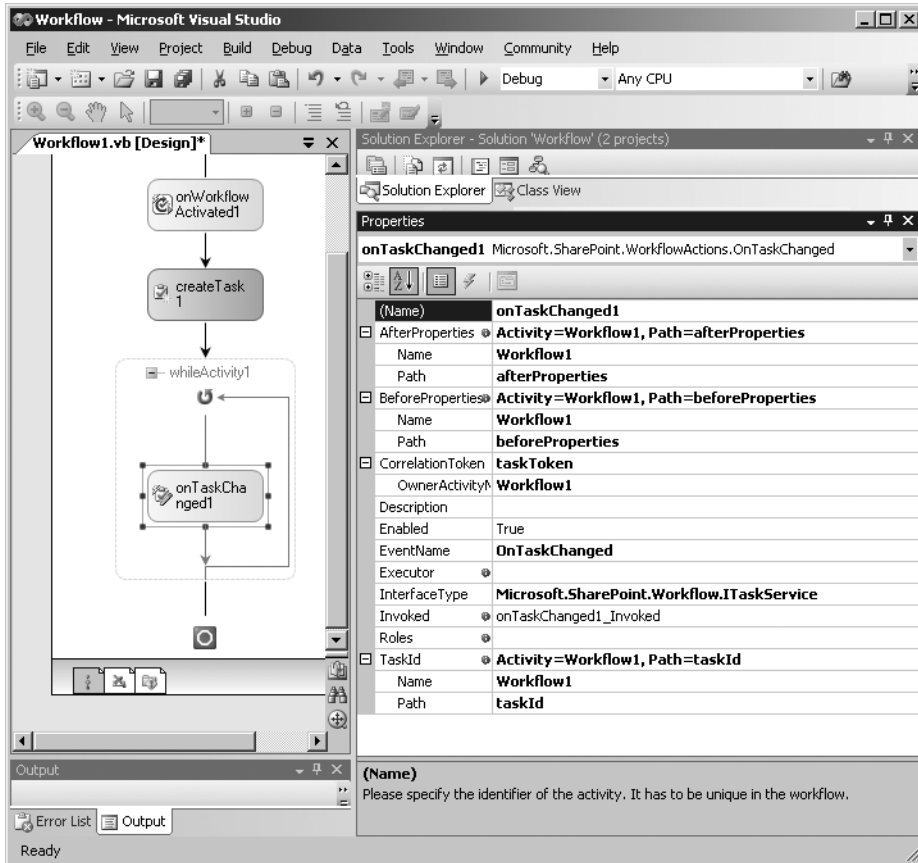 Workflow - Microsoft Visual Studio
File Edit View Project Build Debug Data Tools Window Community Help
Debug Any CPU
Workflow1.vb [Design]*
onWorkflow
Activated1
createTask
1
whileActivity1
onTaskCha
nged1
Output
Error List Output
Solution Explorer - Solution 'Workflow' (2 projects)
Solution Explorer Class View
Properties
onTaskChanged1 Microsoft.SharePoint.WorkflowActions.OnTaskChanged
(Name) onTaskChanged1
AfterProperties Activity=Workflow1, Path=afterProperties
Name Workflow1
Path afterProperties
BeforeProperties Activity=Workflow1, Path=beforeProperties
Name Workflow1
Path beforeProperties
CorrelationToken taskToken
OwnerActivityN Workflow1
Description
Enabled True
EventName OnTaskChanged
Executor
InterfaceType Microsoft.SharePoint.Workflow.ITaskService
Invoked onTaskChanged1_Invoked
Roles
TaskId Activity=Workflow1, Path=taskId
Name Workflow1
Path taskId
(Name)
Please specify the identifier of the activity. It has to be unique in the workflow.
Ready